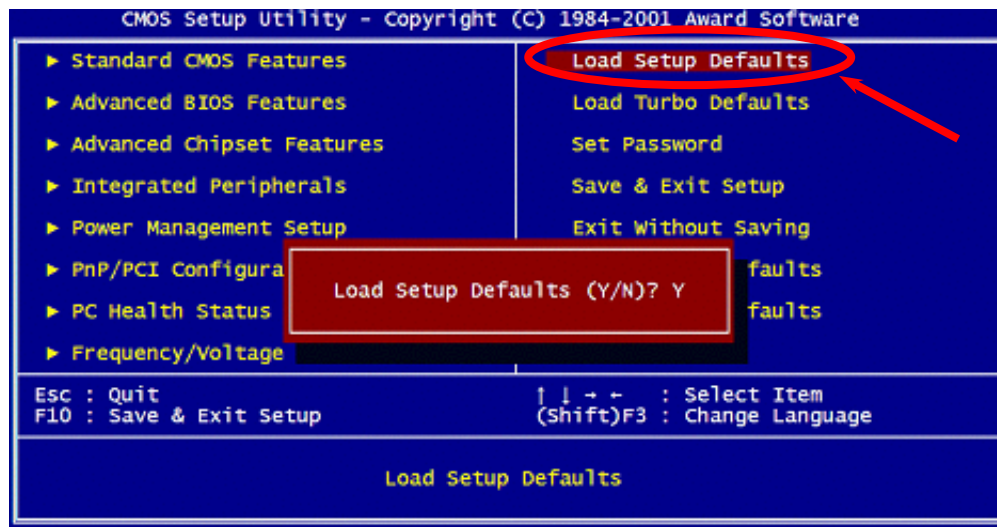 CMOS Setup Utility - Copyright (C) 1984-2001 Award Software
▶ Standard CMOS Features
▶ Advanced BIOS Features
▶ Advanced Chipset Features
▶ Integrated Peripherals
▶ Power Management Setup
▶ PnP/PCI Configura
▶ PC Health Status
▶ Frequency/Voltage
Load Setup Defaults
Load Turbo Defaults
Set Password
Save & Exit Setup
Exit Without Saving
faults
faults
Load Setup Defaults (Y/N)? Y
Esc : Quit
F10 : Save & Exit Setup
↑ ↓ → ← : Select Item
(Shift)F3 : Change Language
Load Setup Defaults